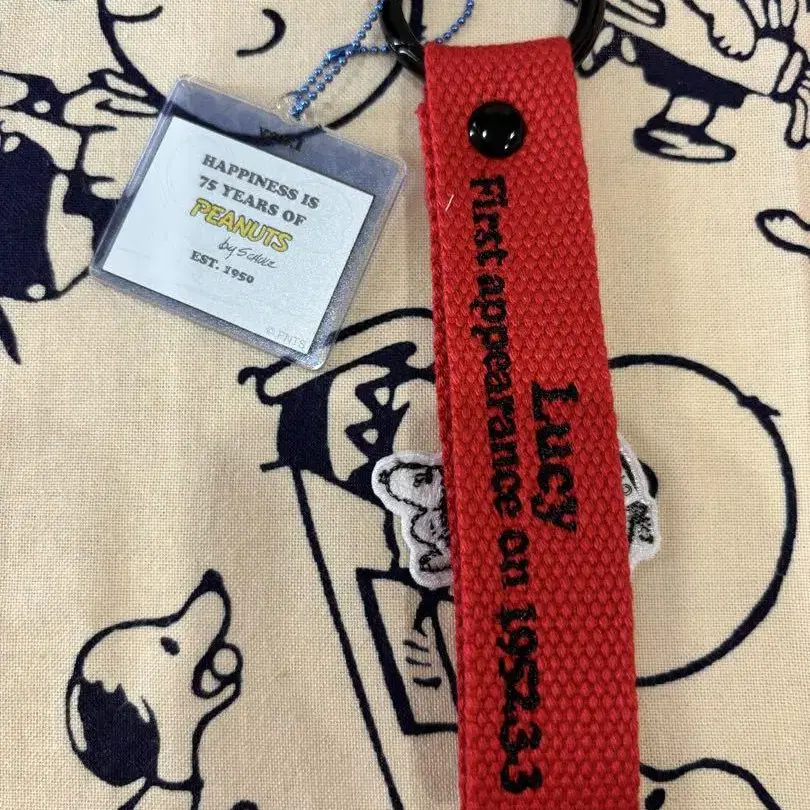 HAPPINESS IS
75 YEARS OF
PEANUTS
by SCHULZ
EST. 1950
© PNTS
Lucy
First appearance on 1952.3.3